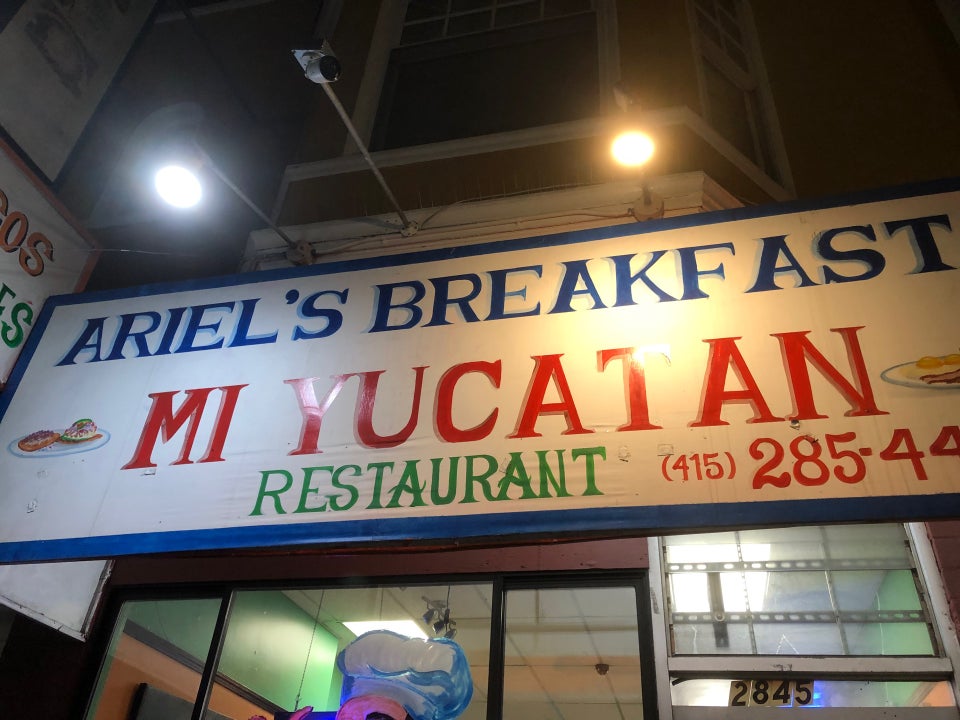 ARIEL'S BREAKFAST
MI YUCATAN
RESTAURANT (415) 285-44
2845